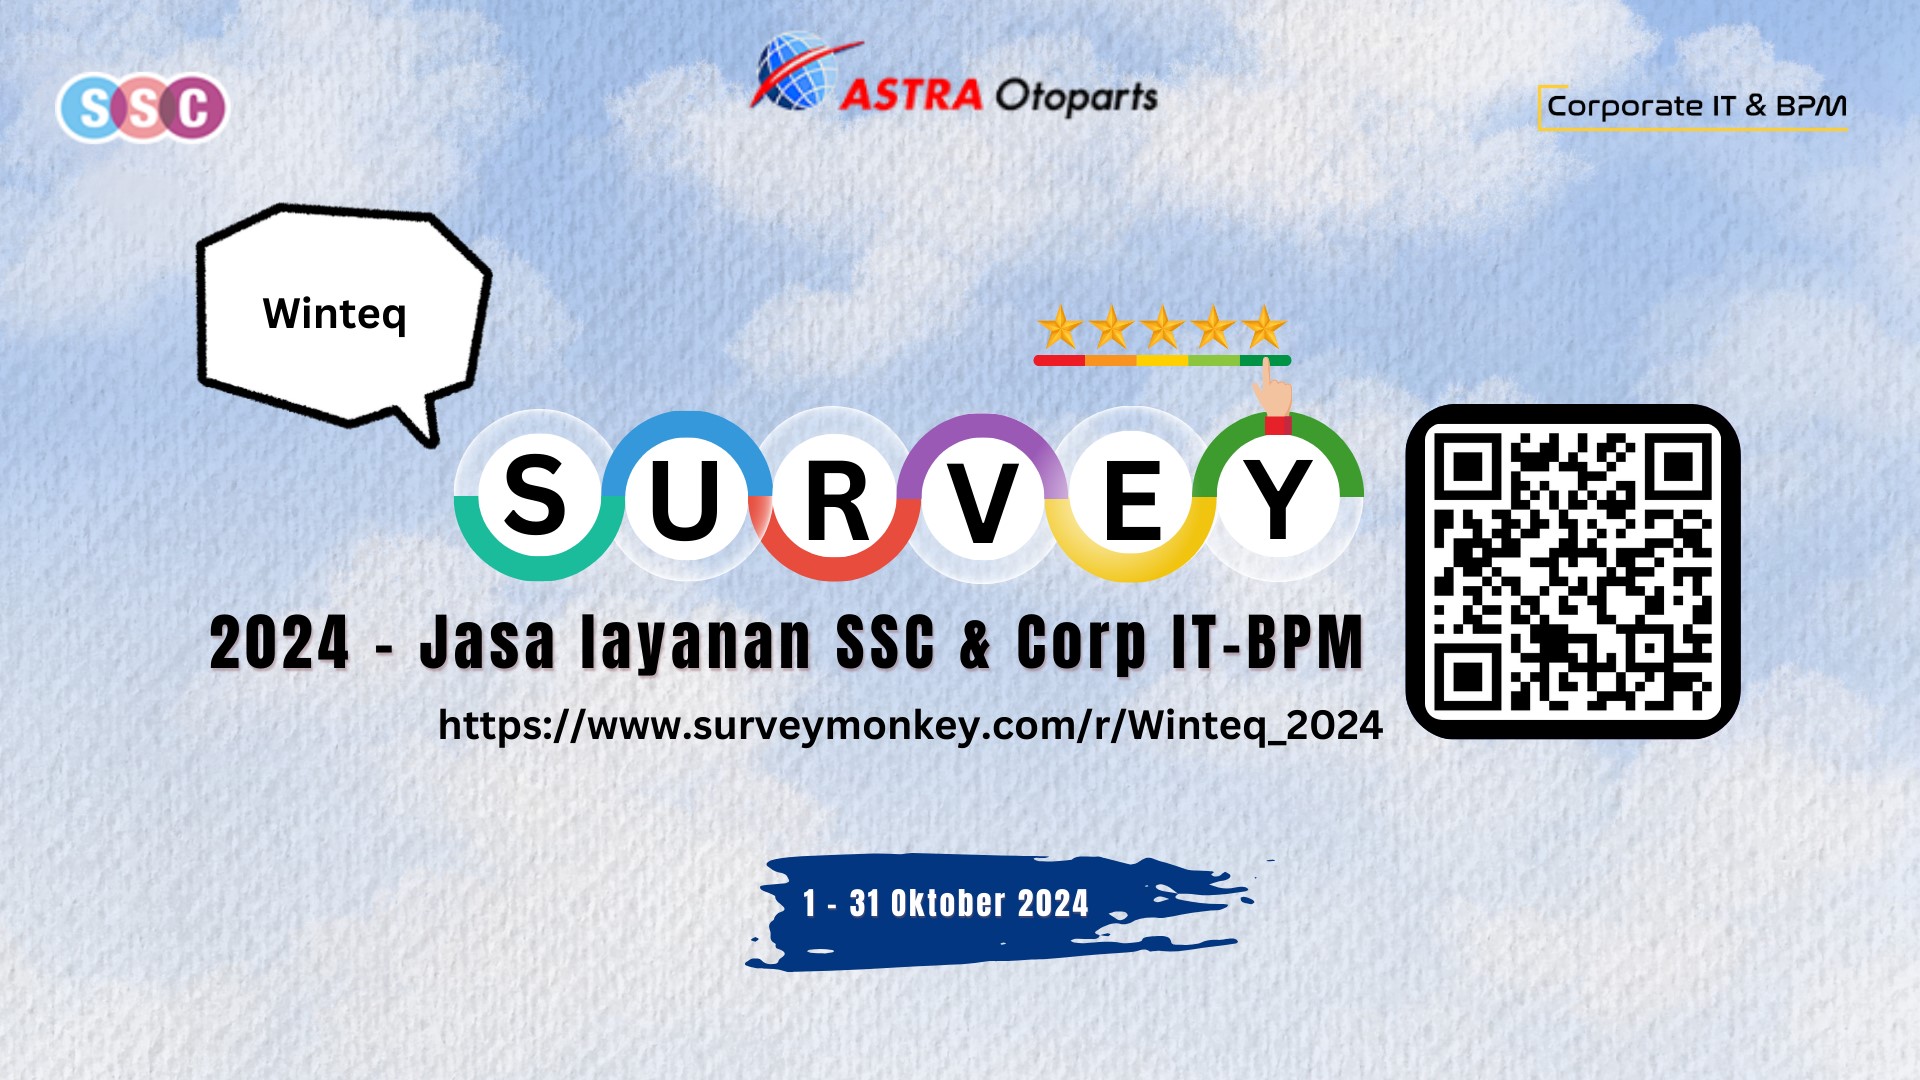 SSC
ASTRA Otoparts
Corporate IT & BPM
Winteq
SURVEY
2024 - Jasa layanan SSC & Corp IT-BPM
https://www.surveymonkey.com/r/Winteq_2024
1 - 31 Oktober 2024